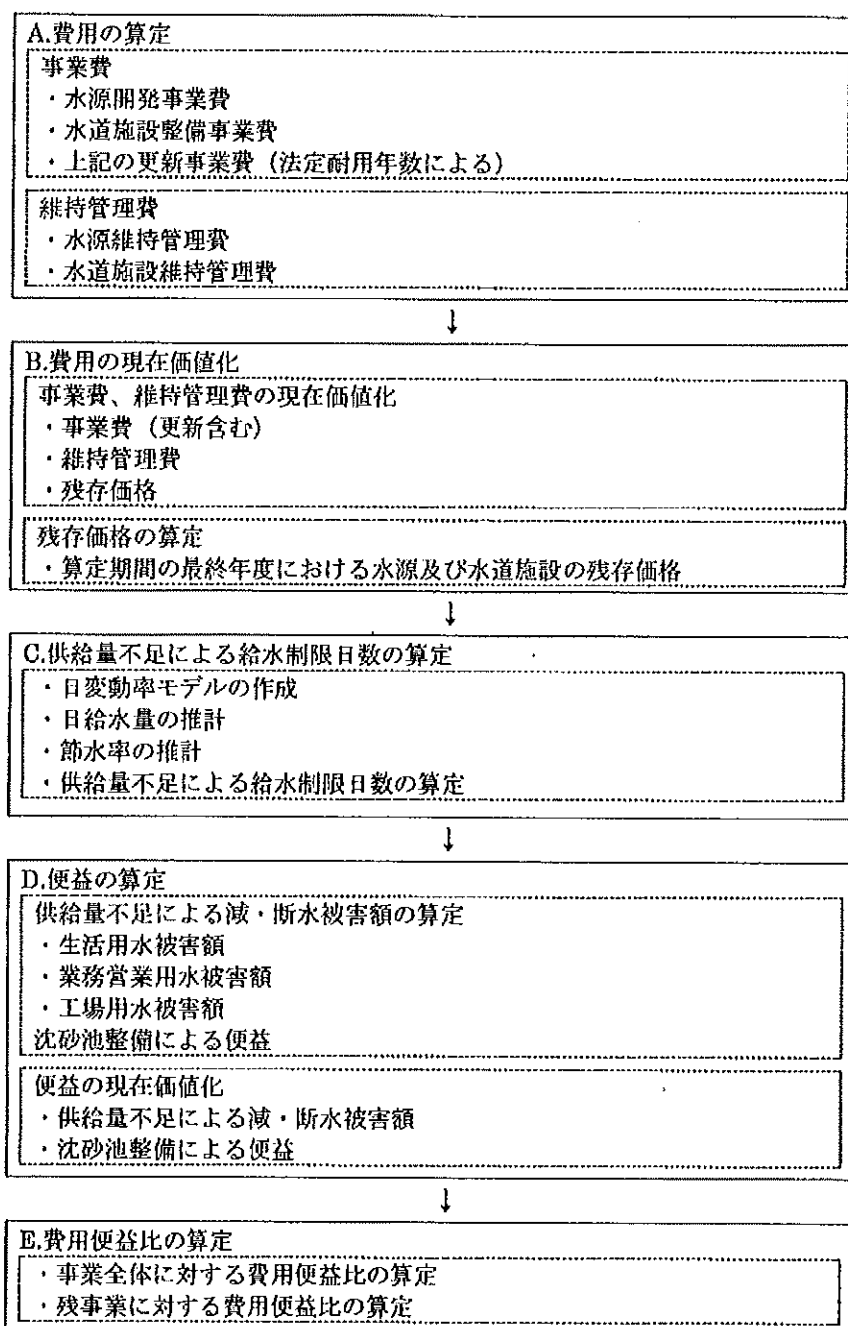 A.費用の算定
事業費
・水源開発事業費
・水道施設整備事業費
・上記の更新事業費（法定耐用年数による）
維持管理費
・水源維持管理費
・水道施設維持管理費
↓
B.費用の現在価値化
事業費、維持管理費の現在価値化
・事業費（更新含む）
・維持管理費
・残存価格
残存価格の算定
・算定期間の最終年度における水源及び水道施設の残存価格
↓
C.供給量不足による給水制限日数の算定
・日変動率モデルの作成
・日給水量の推計
・節水率の推計
・供給量不足による給水制限日数の算定
↓
D.便益の算定
供給量不足による減・断水被害額の算定
・生活用水被害額
・業務営業用水被害額
・工場用水被害額
沈砂池整備による便益
便益の現在価値化
・供給量不足による減・断水被害額
・沈砂池整備による便益
↓
E.費用便益比の算定
・事業全体に対する費用便益比の算定
・残事業に対する費用便益比の算定